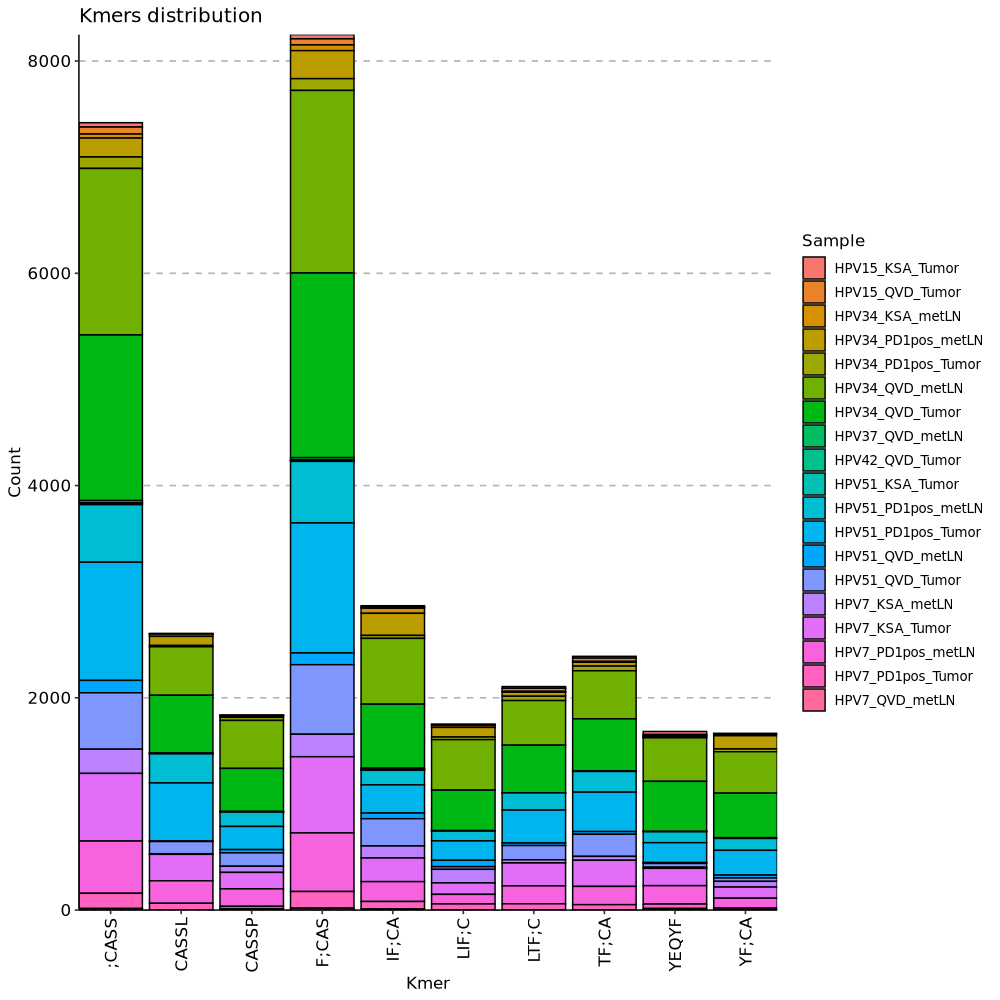 Kmers distribution
8000
6000
4000
2000
0
Count
;CASS
CASSL
CASSP
F;CAS
IF;CA
LIF;C
LTF;C
TF;CA
YEQYF
YF;CA
Kmer
Sample
HPV15_KSA_Tumor
HPV15_QVD_Tumor
HPV34_KSA_metLN
HPV34_PD1pos_metLN
HPV34_PD1pos_Tumor
HPV34_QVD_metLN
HPV34_QVD_Tumor
HPV37_QVD_metLN
HPV42_QVD_Tumor
HPV51_KSA_Tumor
HPV51_PD1pos_metLN
HPV51_PD1pos_Tumor
HPV51_QVD_metLN
HPV51_QVD_Tumor
HPV7_KSA_metLN
HPV7_KSA_Tumor
HPV7_PD1pos_metLN
HPV7_PD1pos_Tumor
HPV7_QVD_metLN